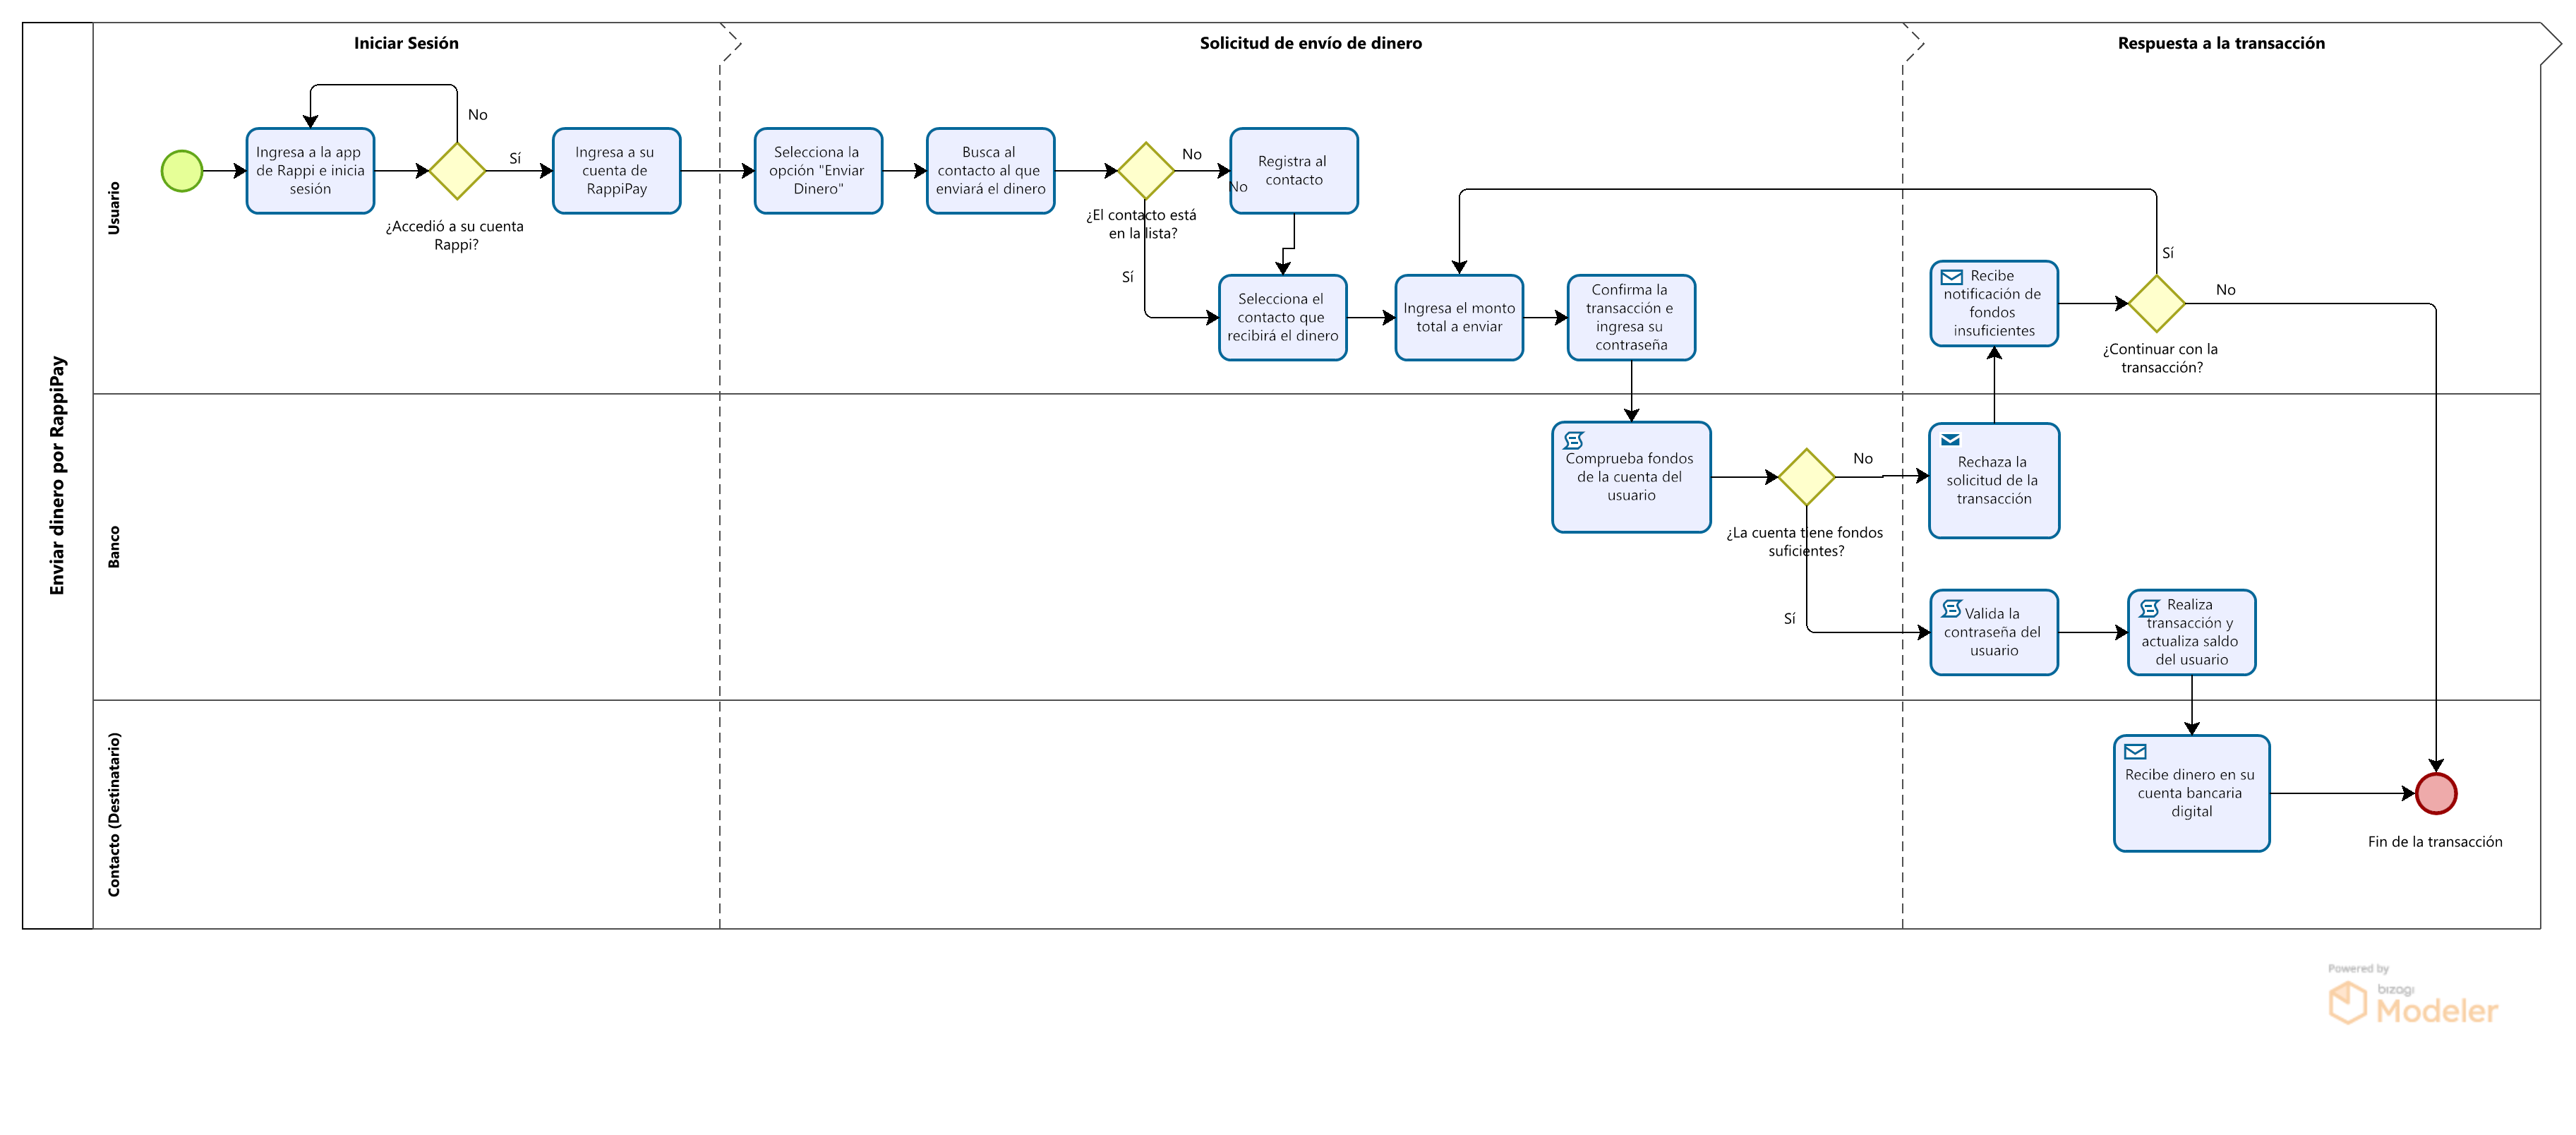 Enviar dinero por RappiPay
Iniciar Sesión
Solicitud de envío de dinero
Respuesta a la transacción
Usuario
Ingresa a la app
de Rappi e inicia
sesión
No
Sí
¿Accedió a su cuenta
Rappi?
Ingresa a su
cuenta de
RappiPay
Selecciona la
opción "Enviar
Dinero"
Busca al
contacto al que
enviará el dinero
No
No
¿El contacto está
en la lista?
Sí
Registra al
contacto
Selecciona el
contacto que
recibirá el dinero
Ingresa el monto
total a enviar
Confirma la
transacción e
ingresa su
contraseña
Recibe
notificación de
fondos
insuficientes
Sí
No
¿Continuar con la
transacción?
Banco
Comprueba fondos
de la cuenta del
usuario
No
¿La cuenta tiene fondos
suficientes?
Sí
Rechaza la
solicitud de la
transacción
Valida la
contraseña del
usuario
Realiza
transacción y
actualiza saldo
del usuario
Contacto (Destinatario)
Recibe dinero en su
cuenta bancaria
digital
Fin de la transacción
Powered by
bizagi
Modeler